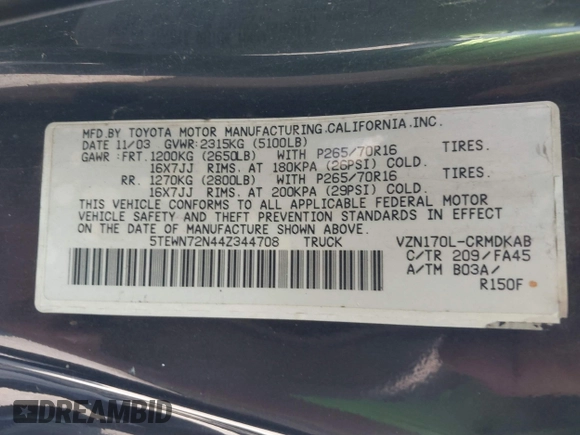 MFD.BY TOYOTA MOTOR MANUFACTURING,CALIFORNIA,INC.
DATE 11/03 GVWR:2315KG (5100LB)
GAWR:FRT.1200KG (2650LB) WITH P265/70R16 TIRES.
16X7JJ RIMS. AT 180KPA (26PSI) COLD.
RR. 1270KG (2800LB) WITH P265/70R16 TIRES.
16X7JJ RIMS. AT 200KPA (29PSI) COLD.
THIS VEHICLE CONFORMS TO ALL APPLICABLE FEDERAL MOTOR
VEHICLE SAFETY AND THEFT PREVENTION STANDARDS IN EFFECT
ON THE DATE OF MANUFACTURE SHOWN ABOVE.
5TEWN72N44Z344708 TRUCK VZN170L-CRMDKAB
C/TR 209/FA45
A/TM B03A/
R150F
DREAMBID